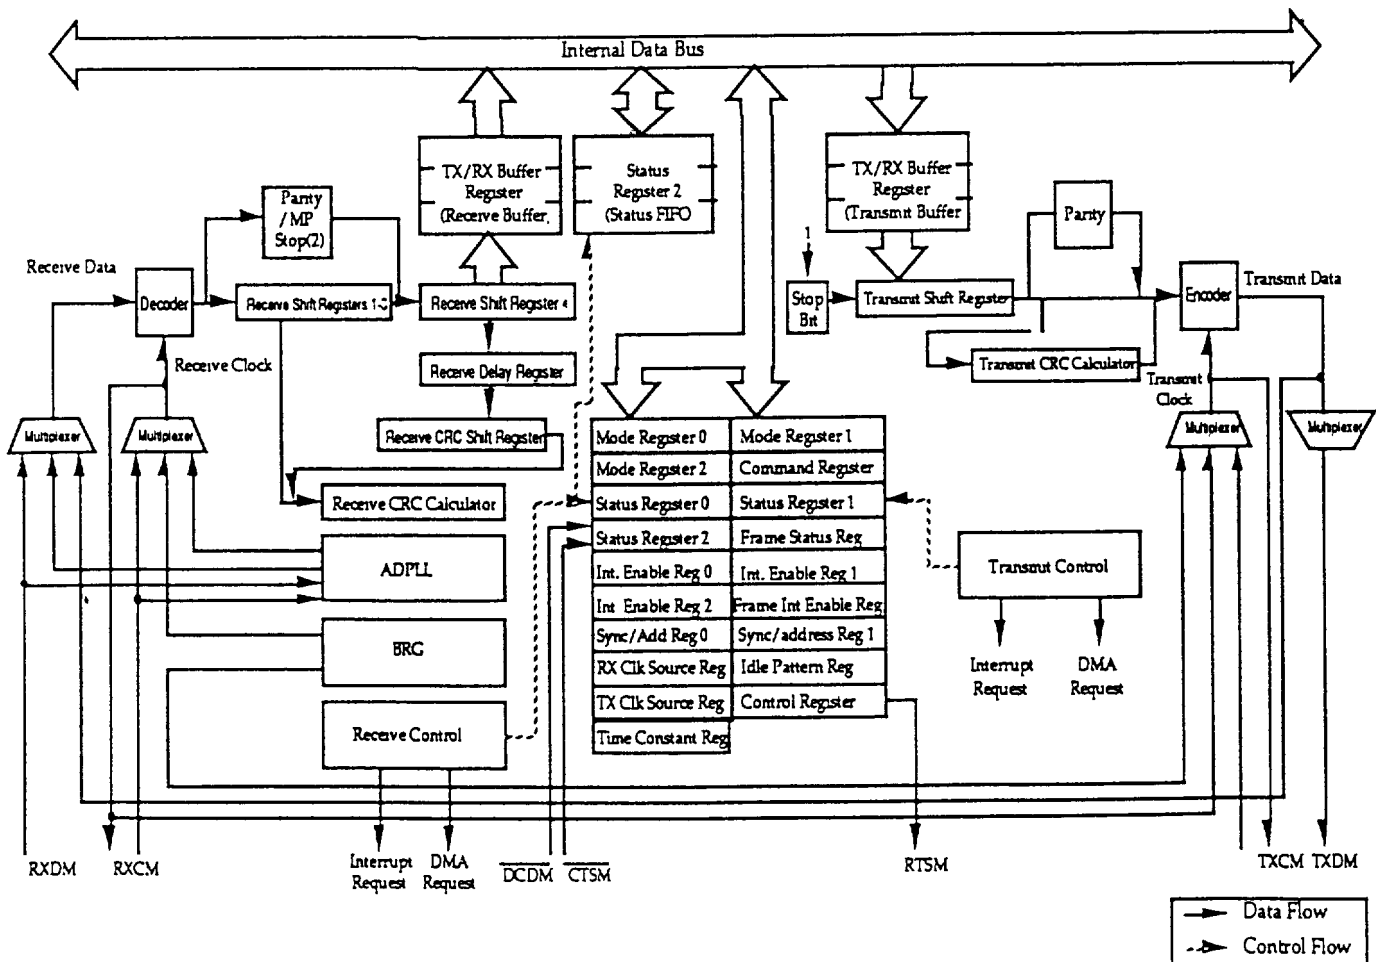 Internal Data Bus
TX/RX Buffer
Register
(Receive Buffer,
Status
Register 2
(Status FIFO
TX/RX Buffer
Register
(Transmit Buffer
Parity
/ MP
Stop(2)
Parity
1
Receive Data
Decoder
Receive Shift Registers 1-3
Receive Shift Register 4
Stop
Bit
Transmit Shift Register
Encoder
Transmit Data
Receive Clock
Receive Delay Register
Transmit CRC Calculator
Transmit
Clock
Multiplexer
Multiplexer
Receive CRC Shift Register
Multiplexer
Multiplexer
Mode Register 0
Mode Register 1
Mode Register 2
Command Register
Receive CRC Calculator
Status Register 0
Status Register 1
Status Register 2
Frame Status Reg
ADPLL
Transmit Control
Int. Enable Reg 0
Int. Enable Reg 1
Int Enable Reg 2
Frame Int Enable Reg
BRG
Sync/Add Reg 0
Sync/address Reg 1
RX Clk Source Reg
Idle Pattern Reg
Interrupt
Request
DMA
Request
TX Clk Source Reg
Control Register
Receive Control
Time Constant Reg
RXDM
RXCM
Interrupt
Request
DMA
Request
DCDM
CTSM
RTSM
TXCM
TXDM
Data Flow
Control Flow